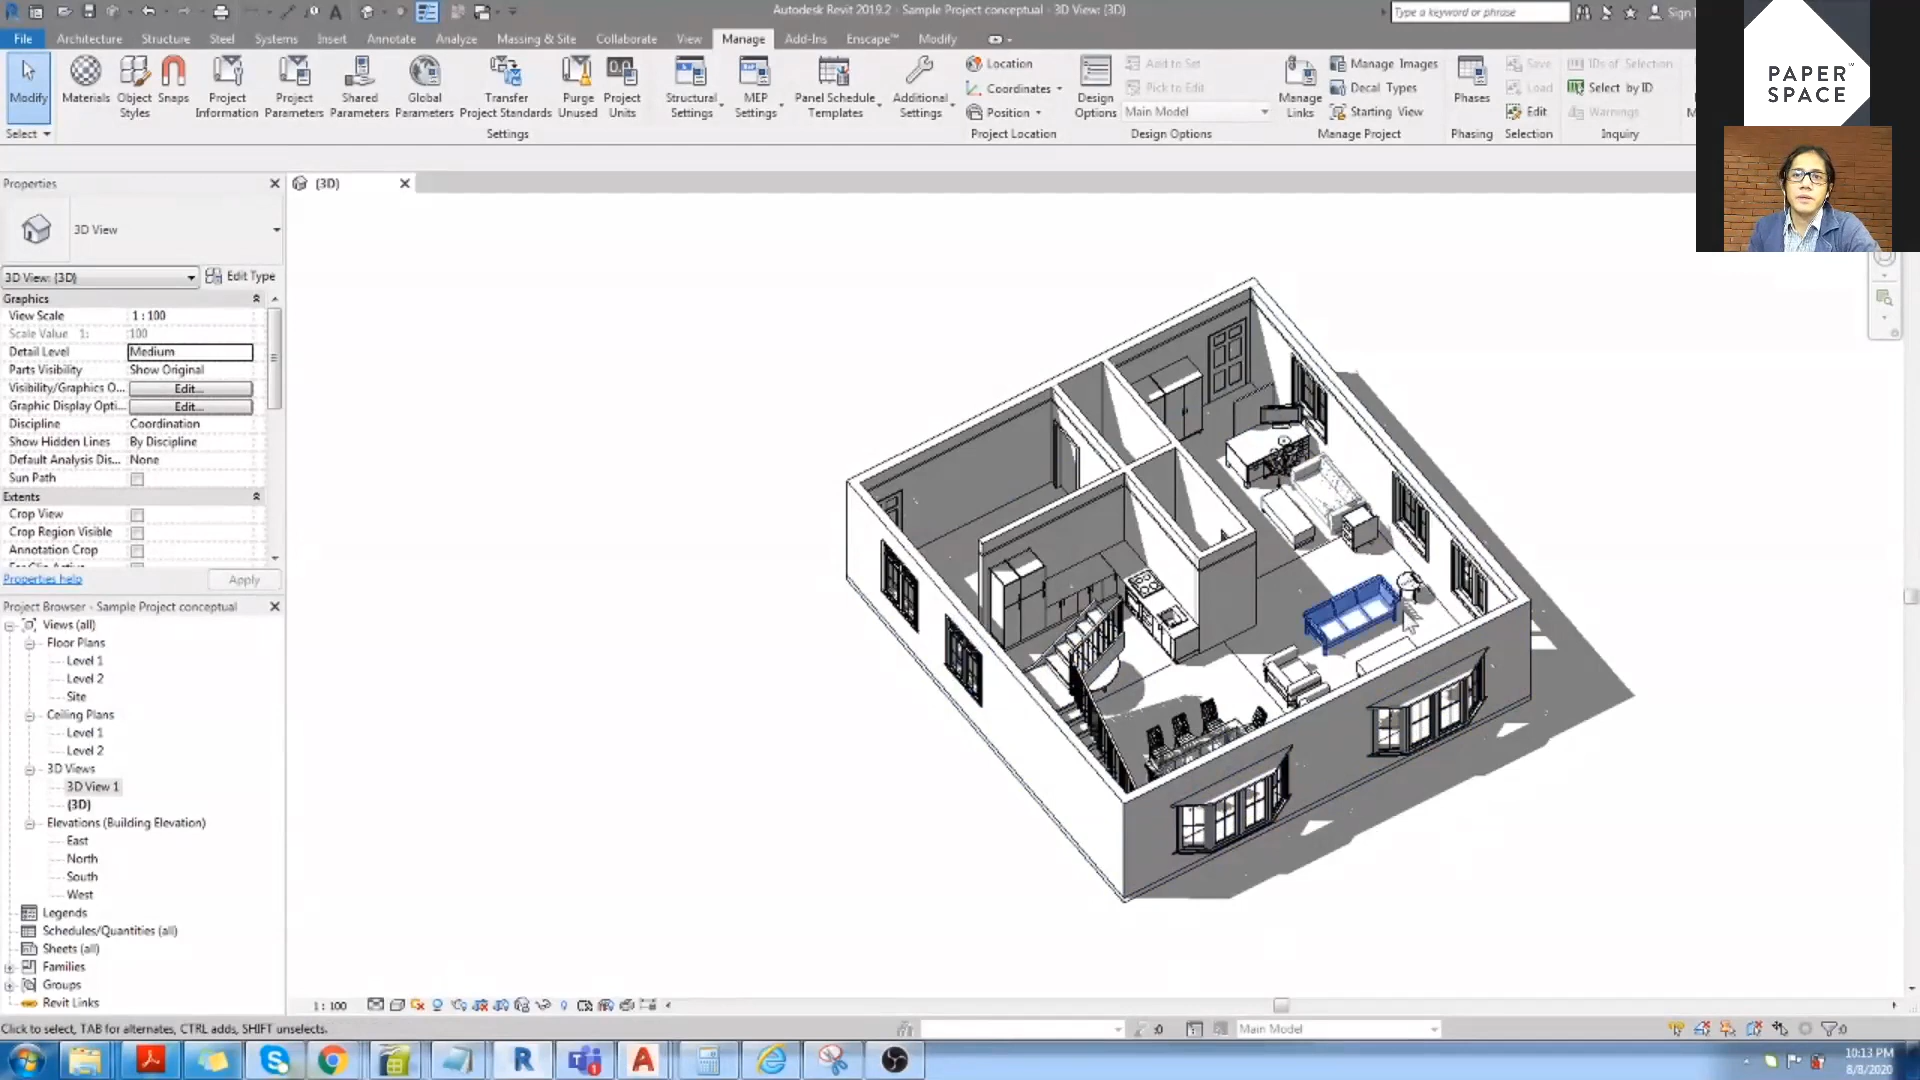 Autodesk Revit 2019.2 - Sample Project conceptual - 3D View: {3D}
Type a keyword or phrase
Sign
File Architecture Structure Steel Systems Insert Annotate Analyze Massing & Site Collaborate View Manage Add-Ins Enscape™ Modify
Modify
Materials
Object Styles
Snaps
Project Information
Project Parameters
Shared Parameters
Global Parameters
Transfer Project Standards
Purge Unused
Project Units
Structural Settings
MEP Settings
Panel Schedule Templates
Additional Settings
Location
Coordinates
Position
Design Options
Add to Set
Pick to Edit
Main Model
Manage Links
Manage Images
Decal Types
Starting View
Phases
Save
Load
Edit
IDs of Selection
Select by ID
Warnings
Select Settings Project Location Design Options Manage Project Phasing Selection Inquiry
PAPER
SPACE
Properties
{3D}
3D View
3D View: {3D}
Edit Type
Graphics
View Scale 1 : 100
Scale Value 1: 100
Detail Level Medium
Parts Visibility Show Original
Visibility/Graphics O... Edit...
Graphic Display Opti... Edit...
Discipline Coordination
Show Hidden Lines By Discipline
Default Analysis Dis... None
Sun Path
Extents
Crop View
Crop Region Visible
Annotation Crop
Properties help
Apply
Project Browser - Sample Project conceptual
Views (all)
Floor Plans
Level 1
Level 2
Site
Ceiling Plans
Level 1
Level 2
3D Views
3D View 1
{3D}
Elevations (Building Elevation)
East
North
South
West
Legends
Schedules/Quantities (all)
Sheets (all)
Families
Groups
Revit Links
1 : 100
Click to select, TAB for alternates, CTRL adds, SHIFT unselects.
:0
Main Model
:0
10:13 PM
8/8/2020